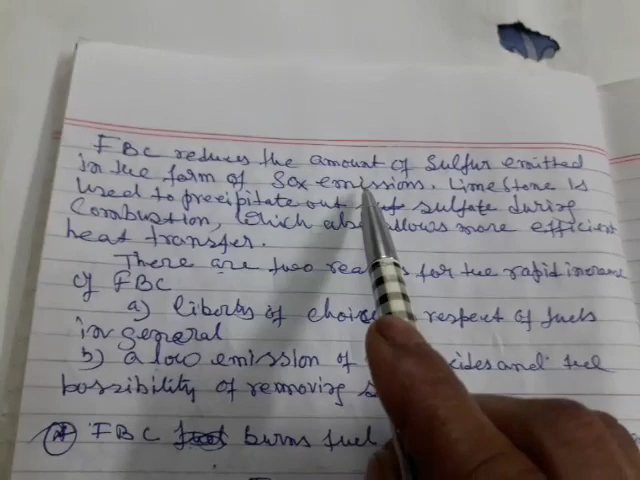 FBC reduces the amount of Sulfur emitted
in the form of Sox emissions. Limestone is
used to precipitate out sulfate during
Combustion, which also allows more efficient
heat transfer.
There are two for the rapid increase
of FBC
a) liberty of choice respect of fuels
in general
b) a low emission of and the
possibility of removing
FBC burns fuel